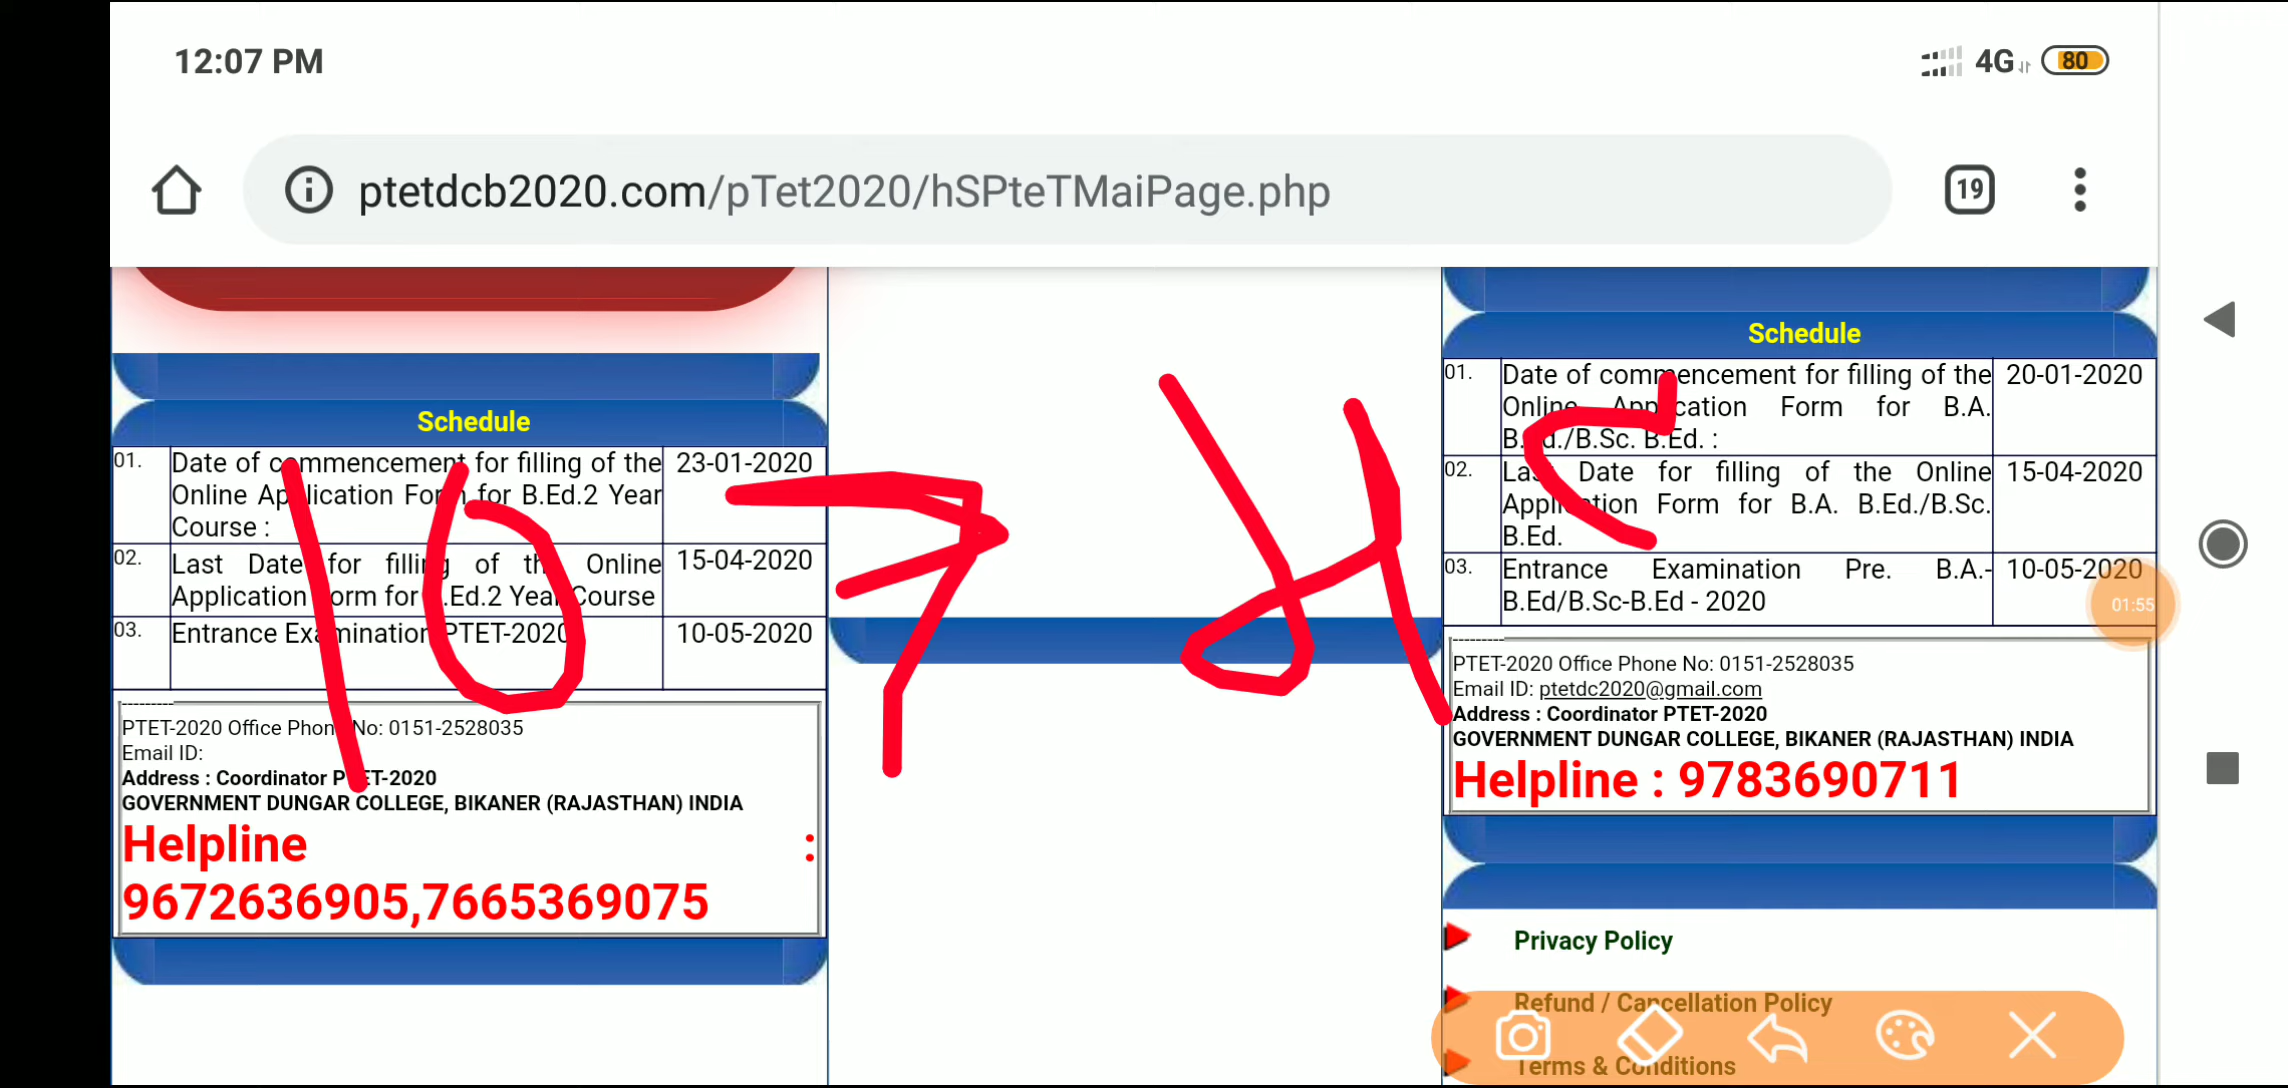 12:07 PM
4G 80
ptetdcb2020.com/pTet2020/hSPteTMaiPage.php
19
Schedule
01. Date of commencement for filling of the 23-01-2020
Online Application Form for B.Ed.2 Year
Course :
02. Last Date for filling of the Online 15-04-2020
Application Form for B.Ed.2 Year Course
03. Entrance Examination PTET-2020 10-05-2020
PTET-2020 Office Phone No: 0151-2528035
Email ID:
Address : Coordinator PTET-2020
GOVERNMENT DUNGAR COLLEGE, BIKANER (RAJASTHAN) INDIA
Helpline :
9672636905,7665369075
Schedule
01. Date of commencement for filling of the 20-01-2020
Online Application Form for B.A.
B.Ed./B.Sc. B.Ed. :
02. Last Date for filling of the Online 15-04-2020
Application Form for B.A. B.Ed./B.Sc.
B.Ed.
03. Entrance Examination Pre. B.A.- 10-05-2020
B.Ed/B.Sc-B.Ed - 2020
01:55
PTET-2020 Office Phone No: 0151-2528035
Email ID: ptetdc2020@gmail.com
Address : Coordinator PTET-2020
GOVERNMENT DUNGAR COLLEGE, BIKANER (RAJASTHAN) INDIA
Helpline : 9783690711
Privacy Policy
Refund / Cancellation Policy
Terms & Conditions
10